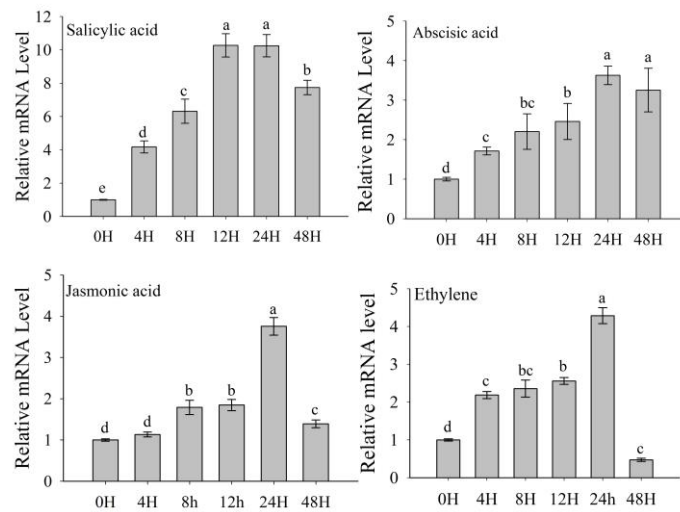 Salicylic acid
Relative mRNA Level
12
10
8
6
4
2
0
e
d
c
a
a
b
0H 4H 8H 12H 24H 48H
Abscisic acid
Relative mRNA Level
5
4
3
2
1
d
c
bc
b
a
a
0H 4H 8H 12H 24H 48H
Jasmonic acid
Relative mRNA Level
5
4
3
2
1
0
d
d
b
b
a
c
0H 4H 8h 12h 24H 48H
Ethylene
Relative mRNA level
5
4
3
2
1
0
d
c
bc
b
a
c
0H 4H 8H 12H 24h 48H